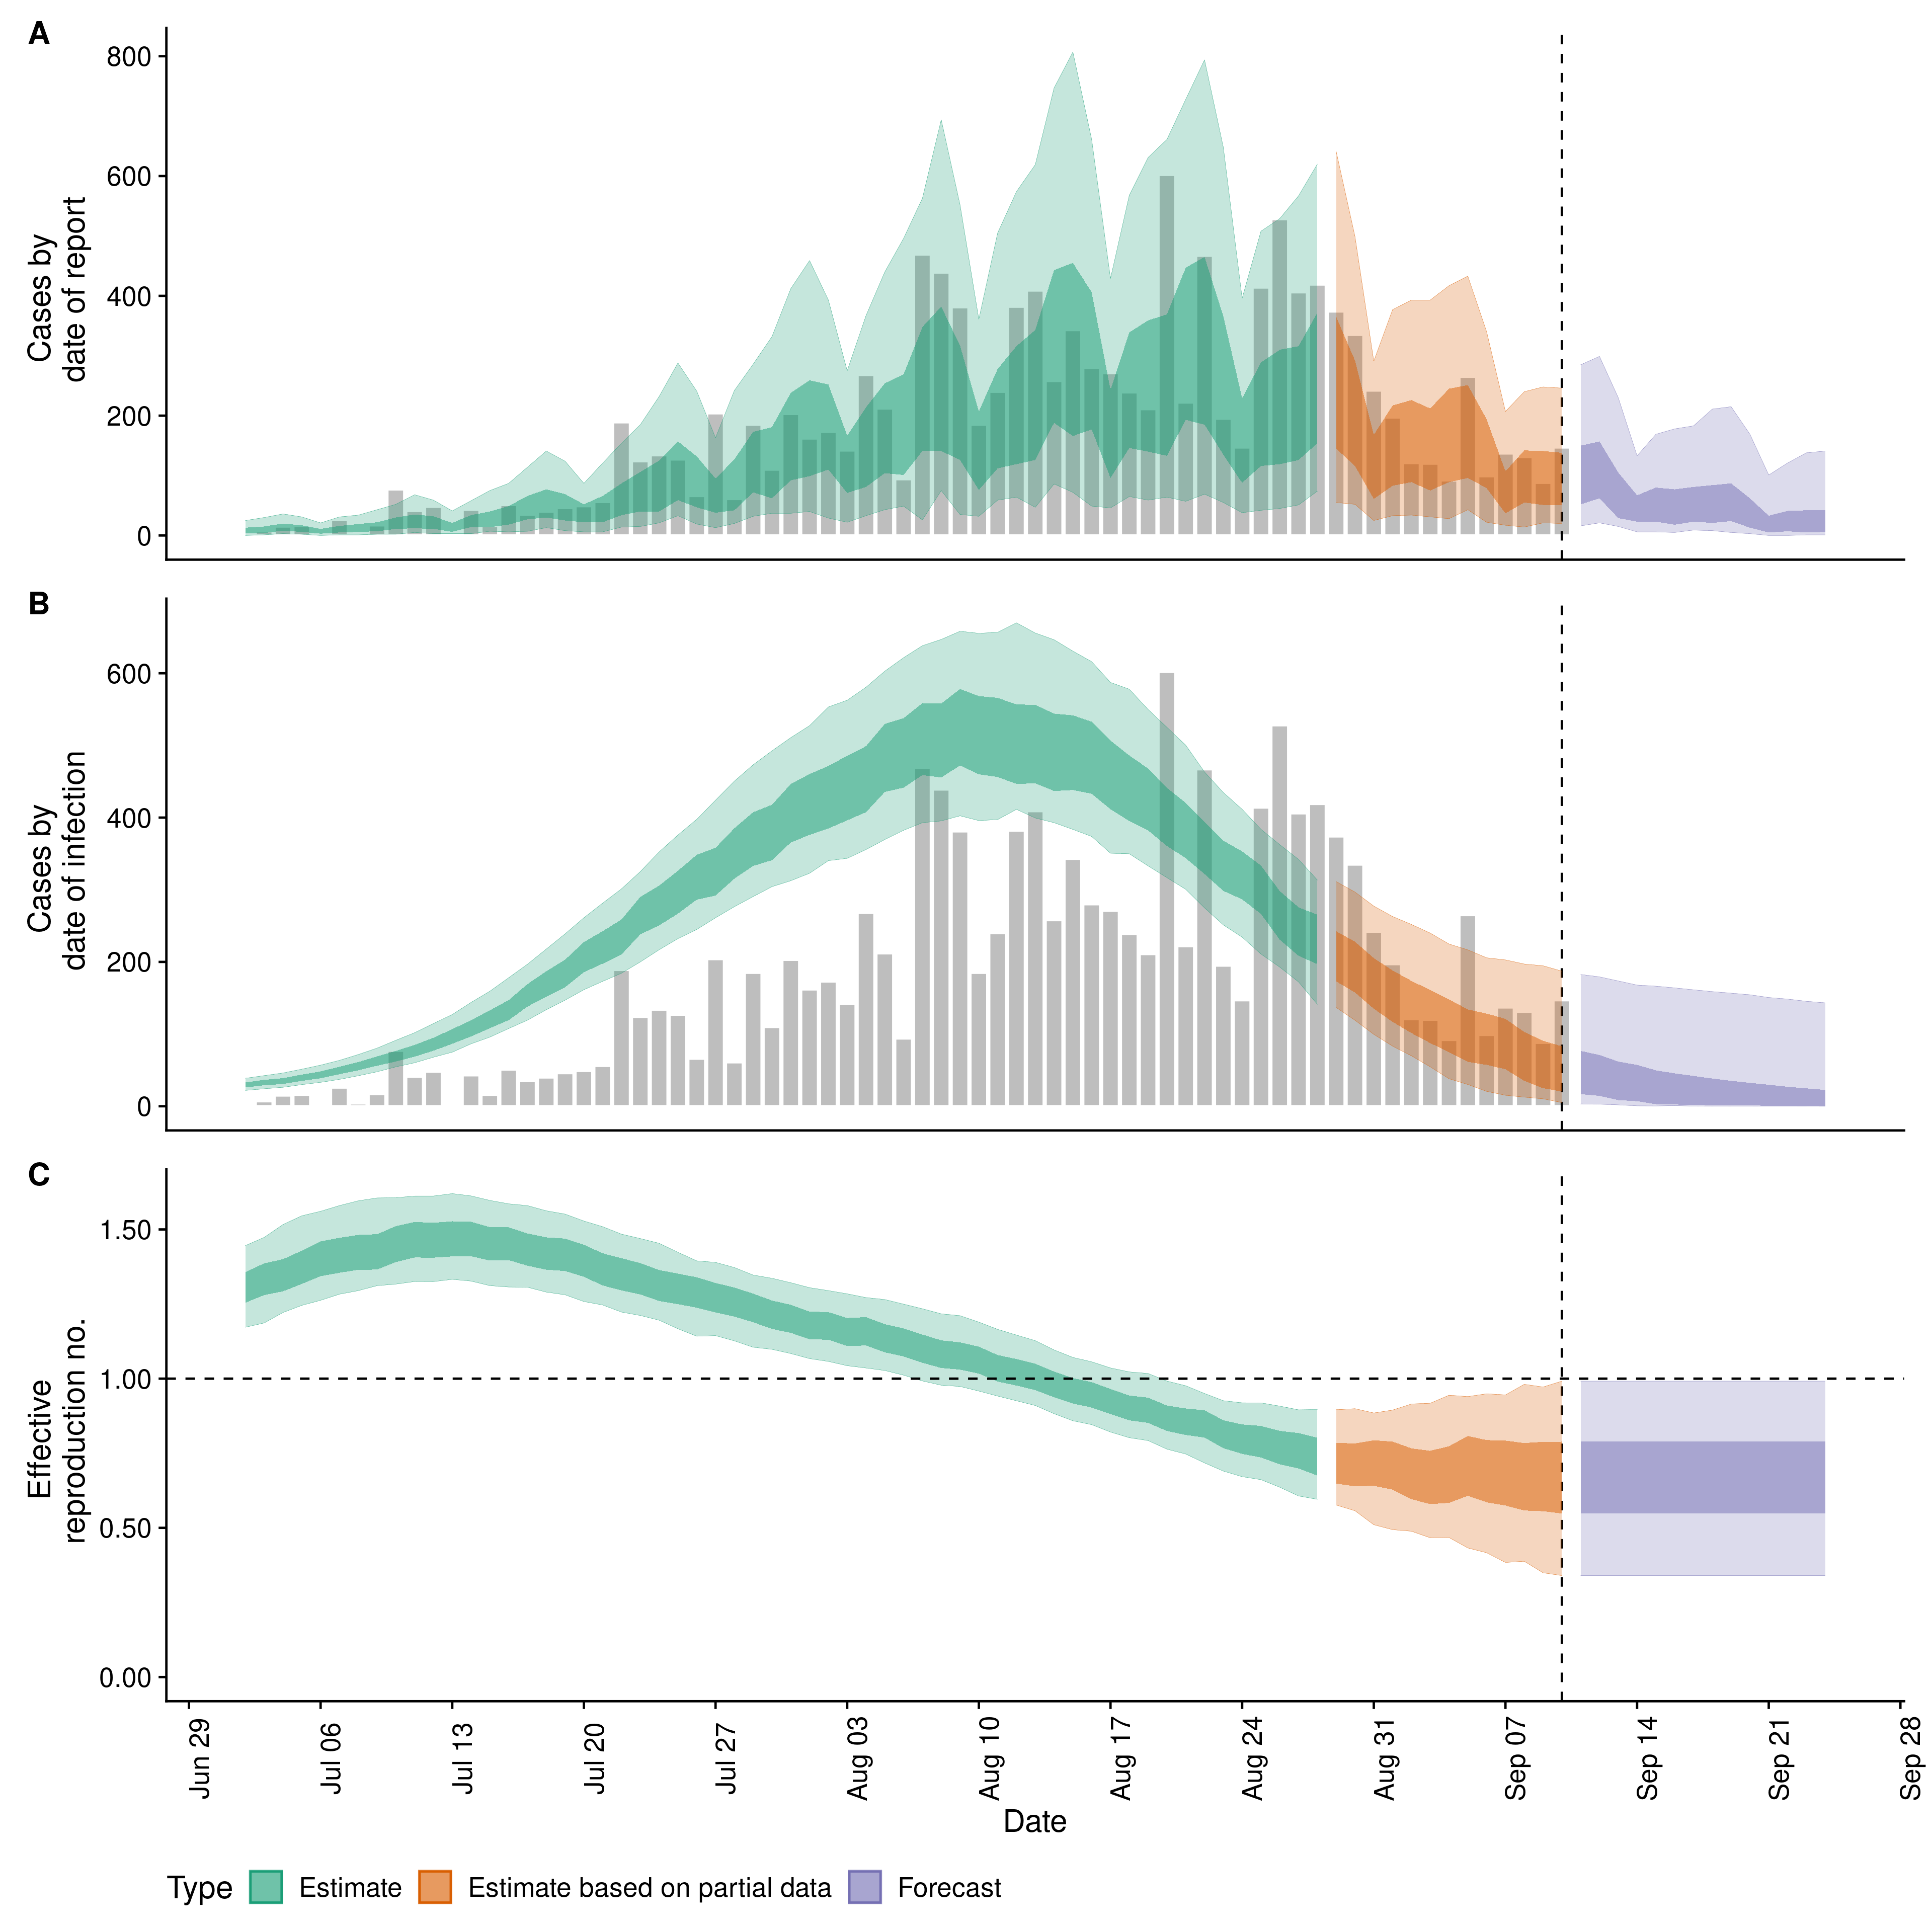 A
Cases by
date of report
800
600
400
200
0
B
Cases by
date of infection
600
400
200
0
C
Effective
reproduction no.
1.50
1.00
0.50
0.00
Jun 29
Jul 06
Jul 13
Jul 20
Jul 27
Aug 03
Aug 10
Aug 17
Aug 24
Aug 31
Sep 07
Sep 14
Sep 21
Sep 28
Date
Type Estimate Estimate based on partial data Forecast